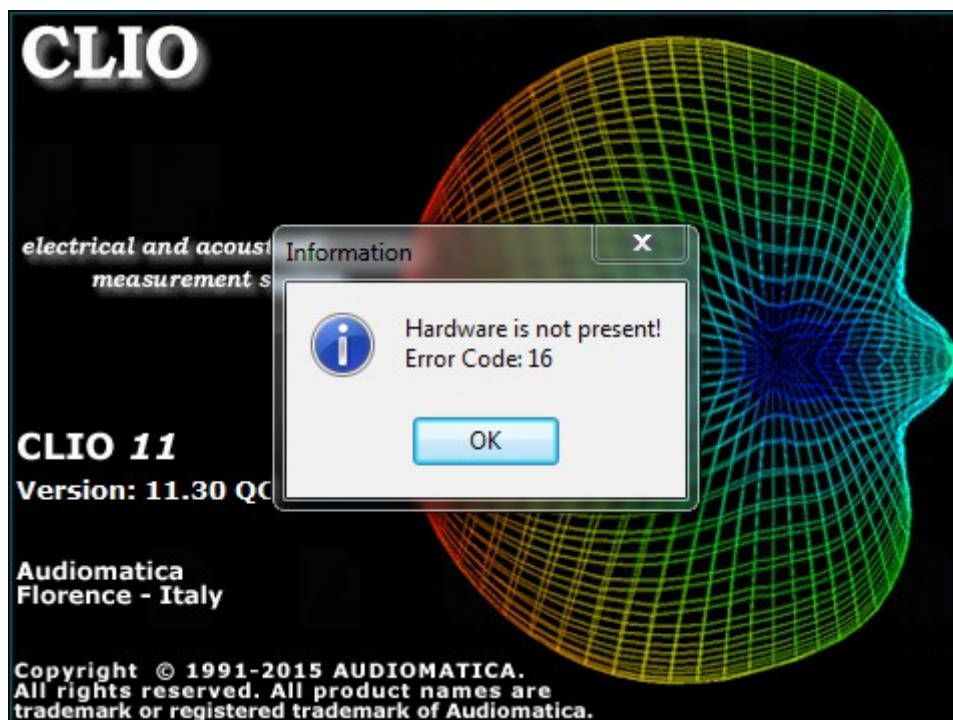 CLIO
electrical and acoust
measurement s
Information
X
Hardware is not present!
Error Code: 16
OK
CLIO 11
Version: 11.30 QC
Audiomatica
Florence - Italy
Copyright © 1991-2015 AUDIOMATICA.
All rights reserved. All product names are
trademark or registered trademark of Audiomatica.